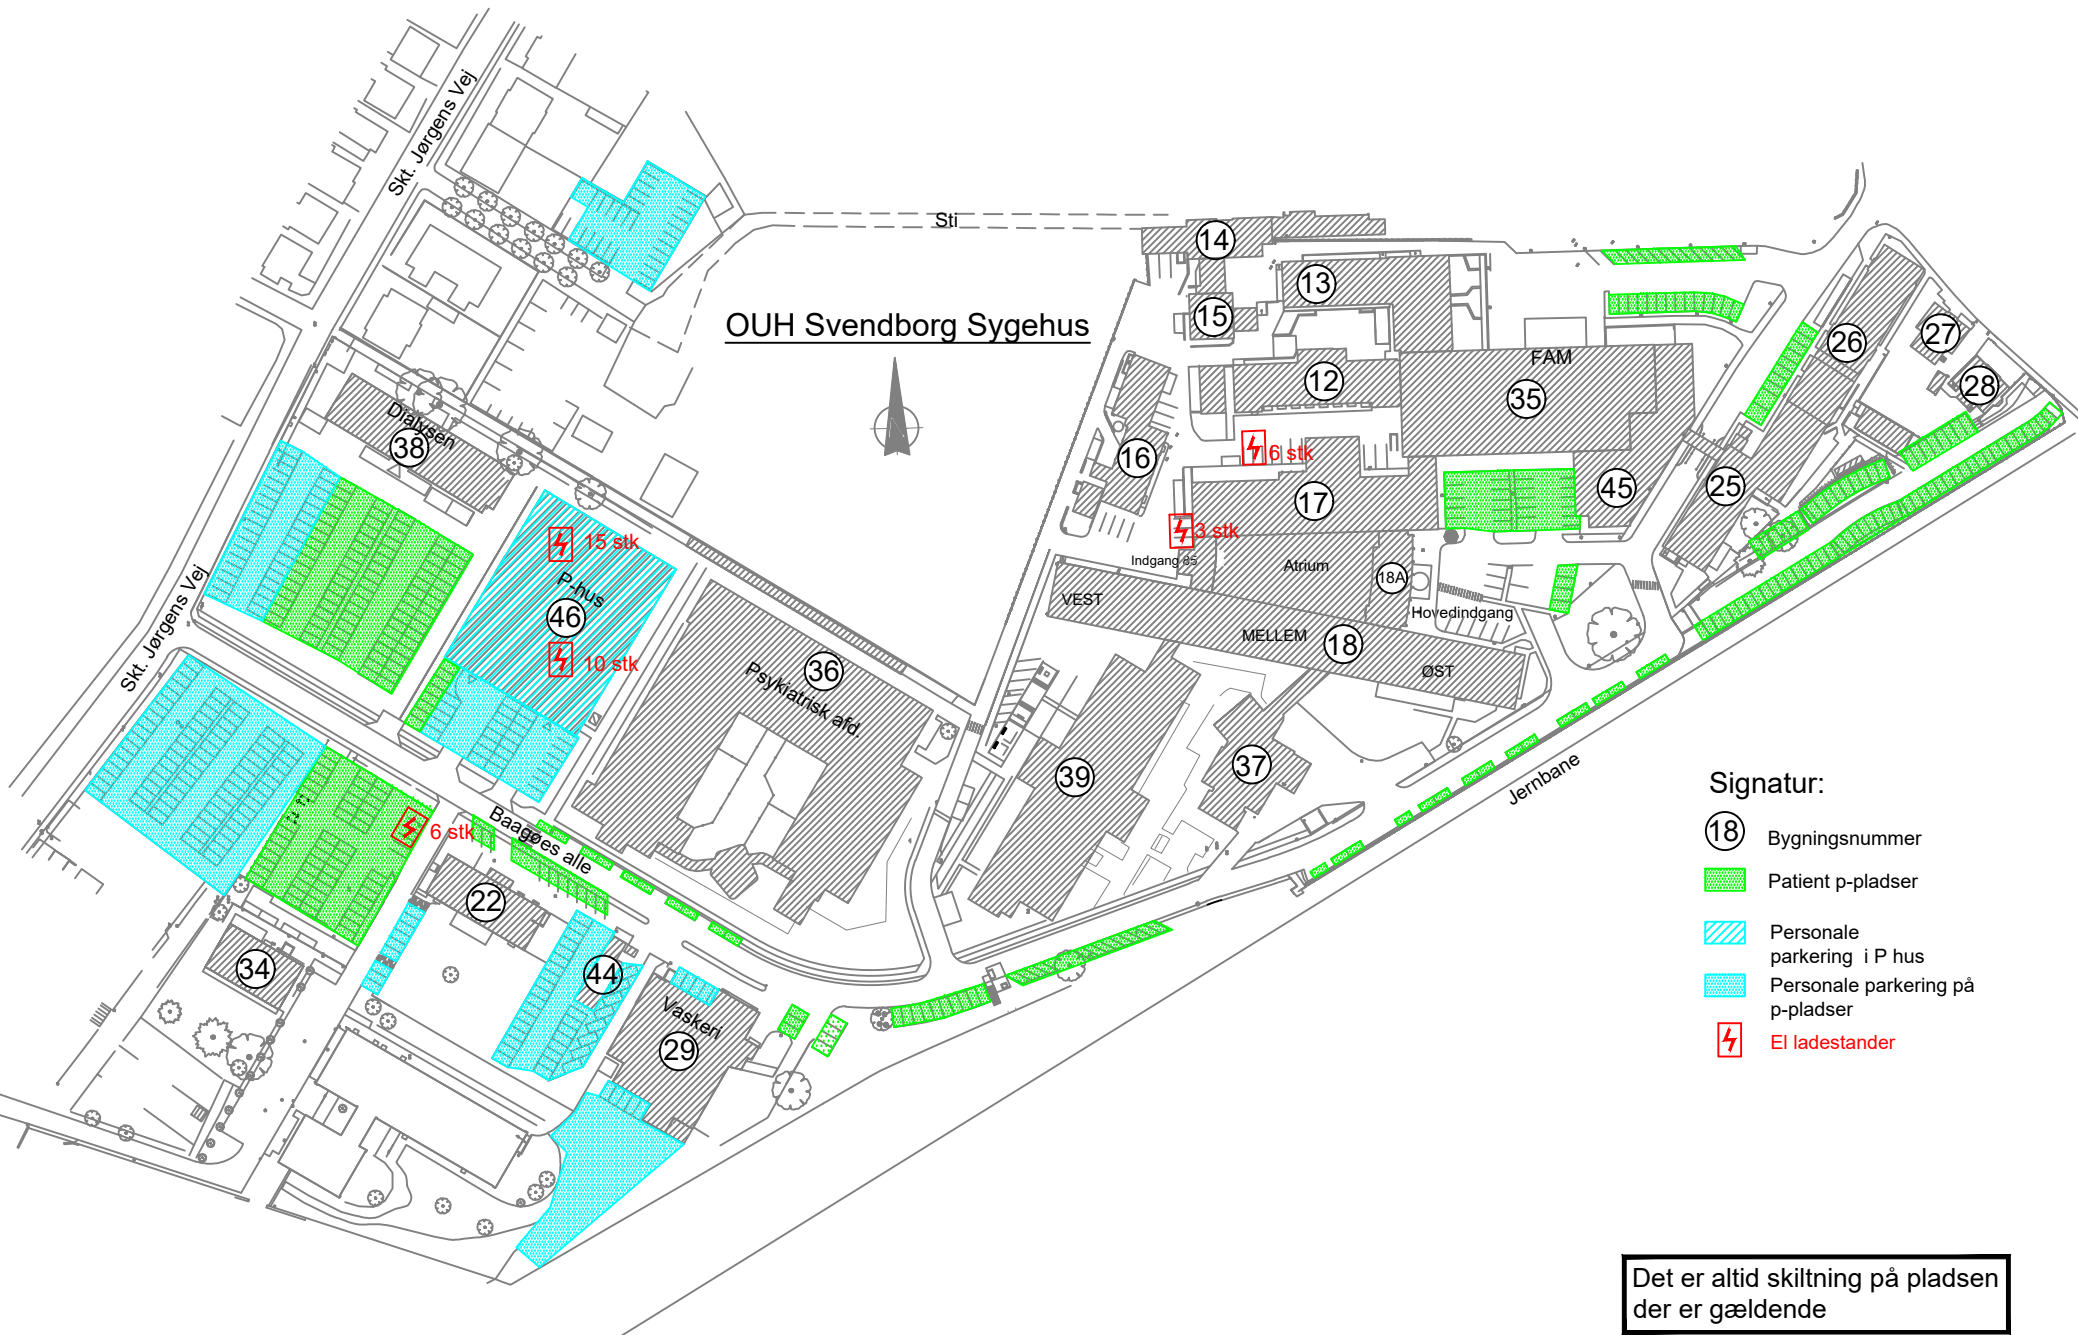 Skt. Jørgens Vej
Sti
14
13
15
OUH Svendborg Sygehus
FAM
12
35
26
27
28
Dialysen
38
16
6 stk
17
45
25
15 stk
3 stk
P-hus
46
Indgang 85
Atrium
18A
VEST
Hovedindgang
MELLEM
18
ØST
10 stk
Skt. Jørgens Vej
36
Psykiatrisk afd.
39
37
Jernbane
6 stk
Baagøes alle
22
34
44
Vaskeri
29
Signatur:
18
Bygningsnummer
Patient p-pladser
Personale
parkering i P hus
Personale parkering på
p-pladser
El ladestander
Det er altid skiltning på pladsen
der er gældende